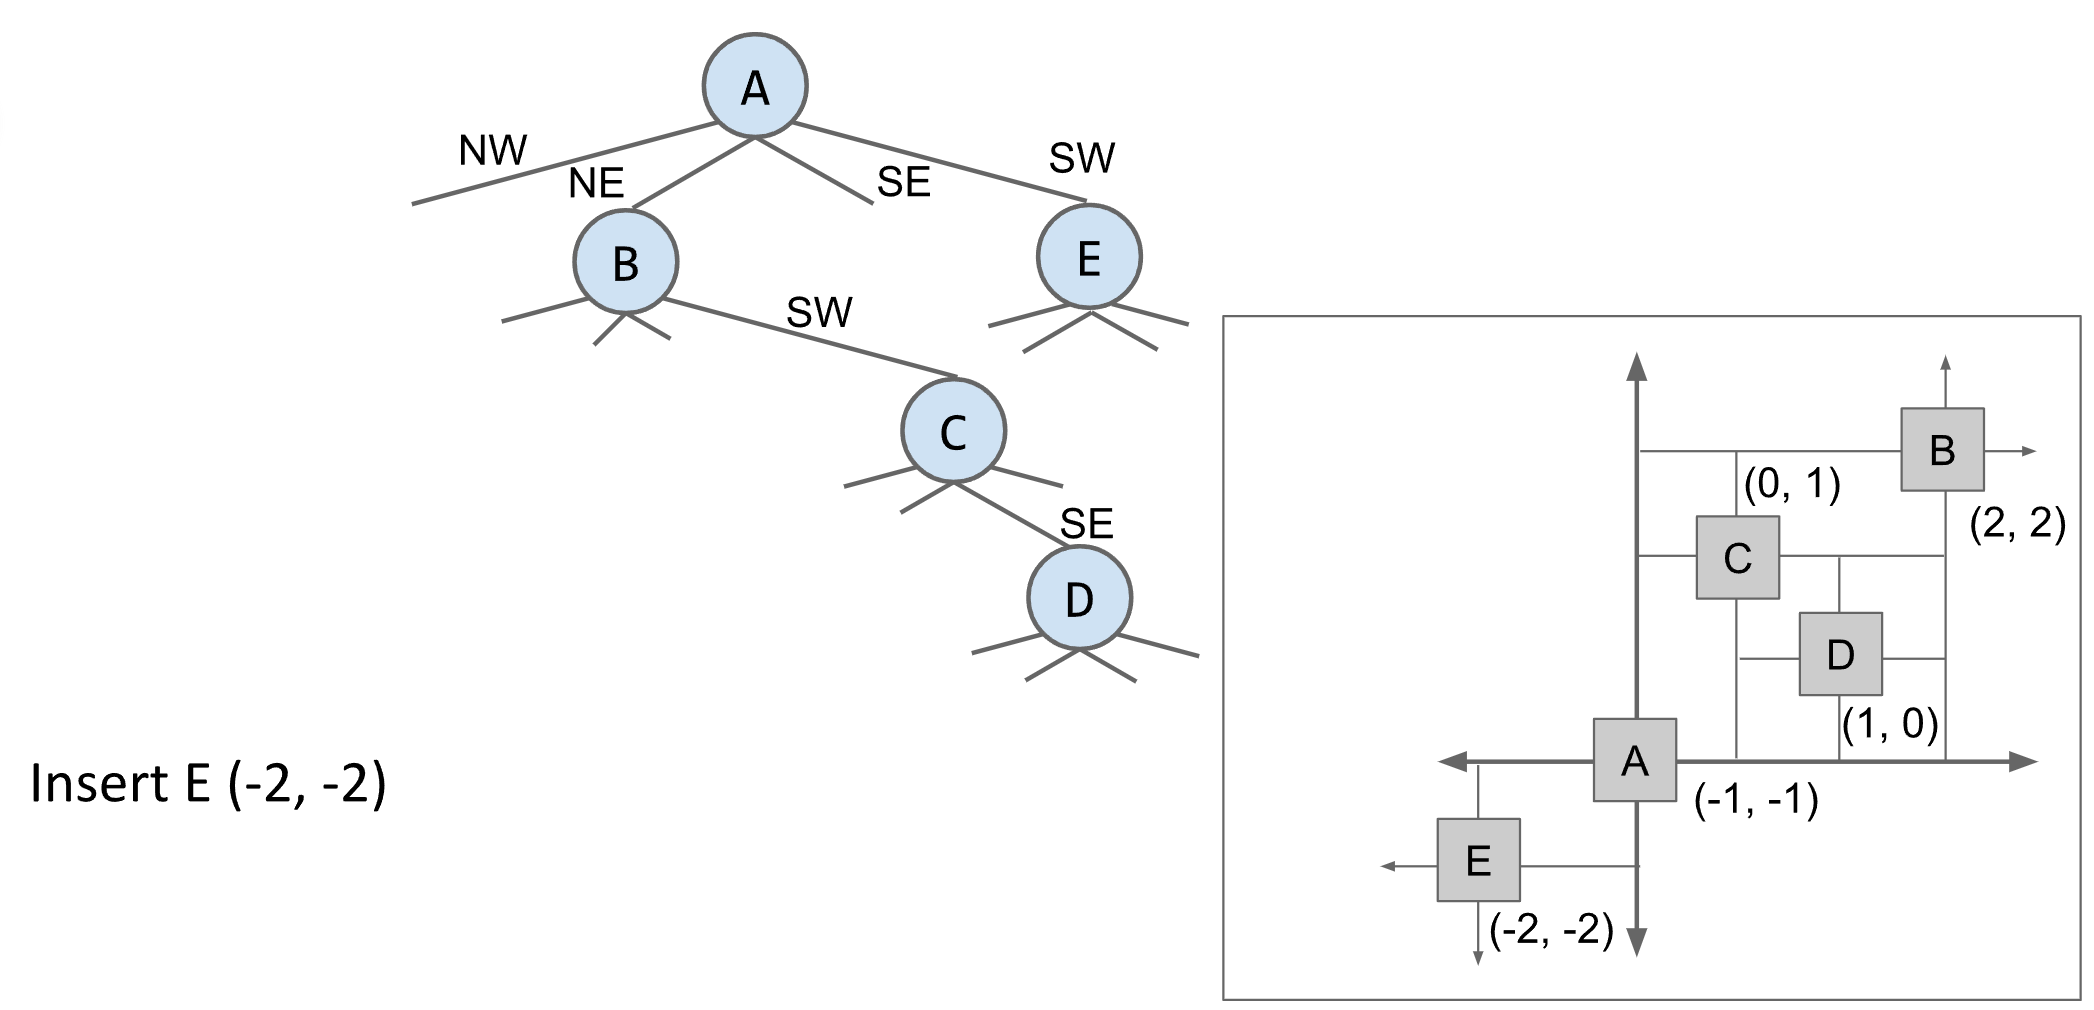 A
NW
NE
SE
SW
B
E
SW
C
SE
D
B
(0, 1)
(2, 2)
C
D
(1, 0)
A
(-1, -1)
Insert E (-2, -2)
E
(-2, -2)